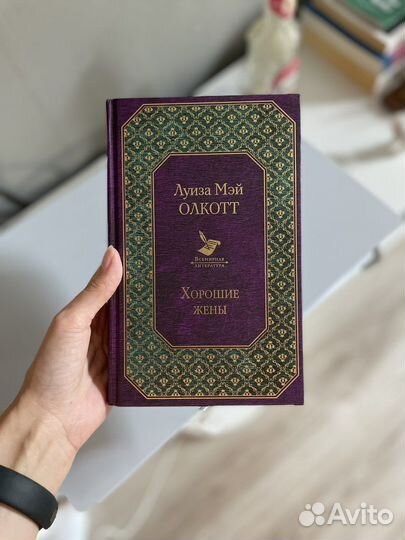 Луиза Мэй
ОЛКОТТ
Всемирная
литература
Хорошие
жены
Avito